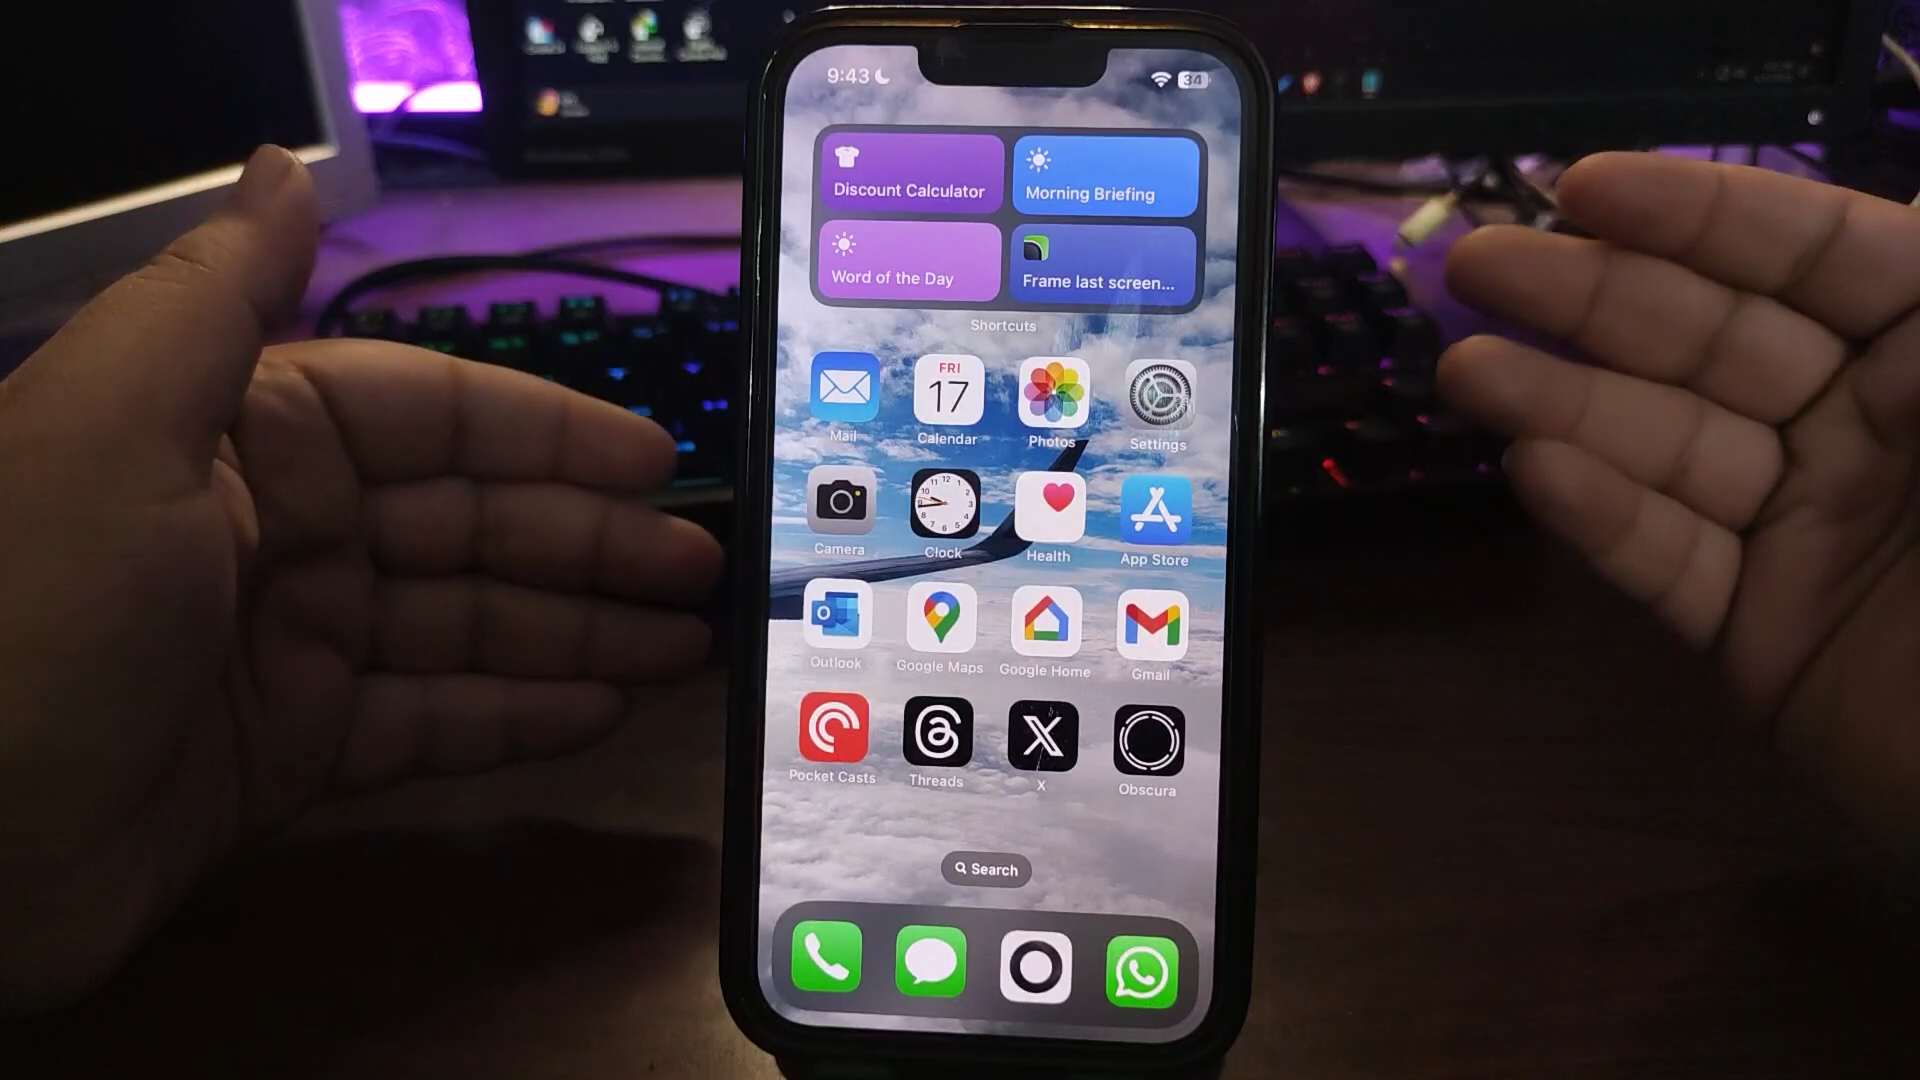 9:43
34
Discount Calculator
Morning Briefing
Word of the Day
Frame last screen...
Shortcuts
FRI
17
Mail
Calendar
Photos
Settings
Camera
Clock
Health
App Store
Outlook
Google Maps
Google Home
Gmail
Pocket Casts
Threads
X
Obscura
Search